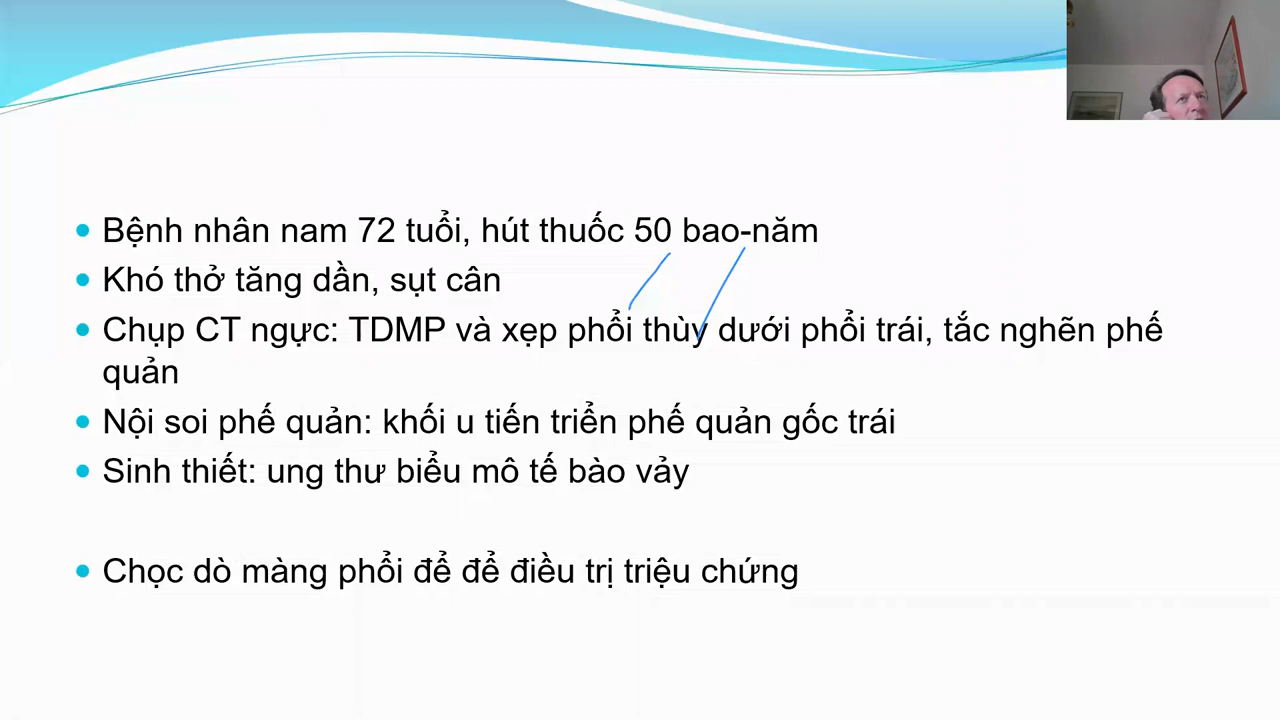 Bệnh nhân nam 72 tuổi, hút thuốc 50 bao-năm
Khó thở tăng dần, sụt cân
Chụp CT ngực: TDMP và xẹp phổi thùy dưới phổi trái, tắc nghẽn phế
quản
Nội soi phế quản: khối u tiến triển phế quản gốc trái
Sinh thiết: ung thư biểu mô tế bào vảy
Chọc dò màng phổi để để điều trị triệu chứng